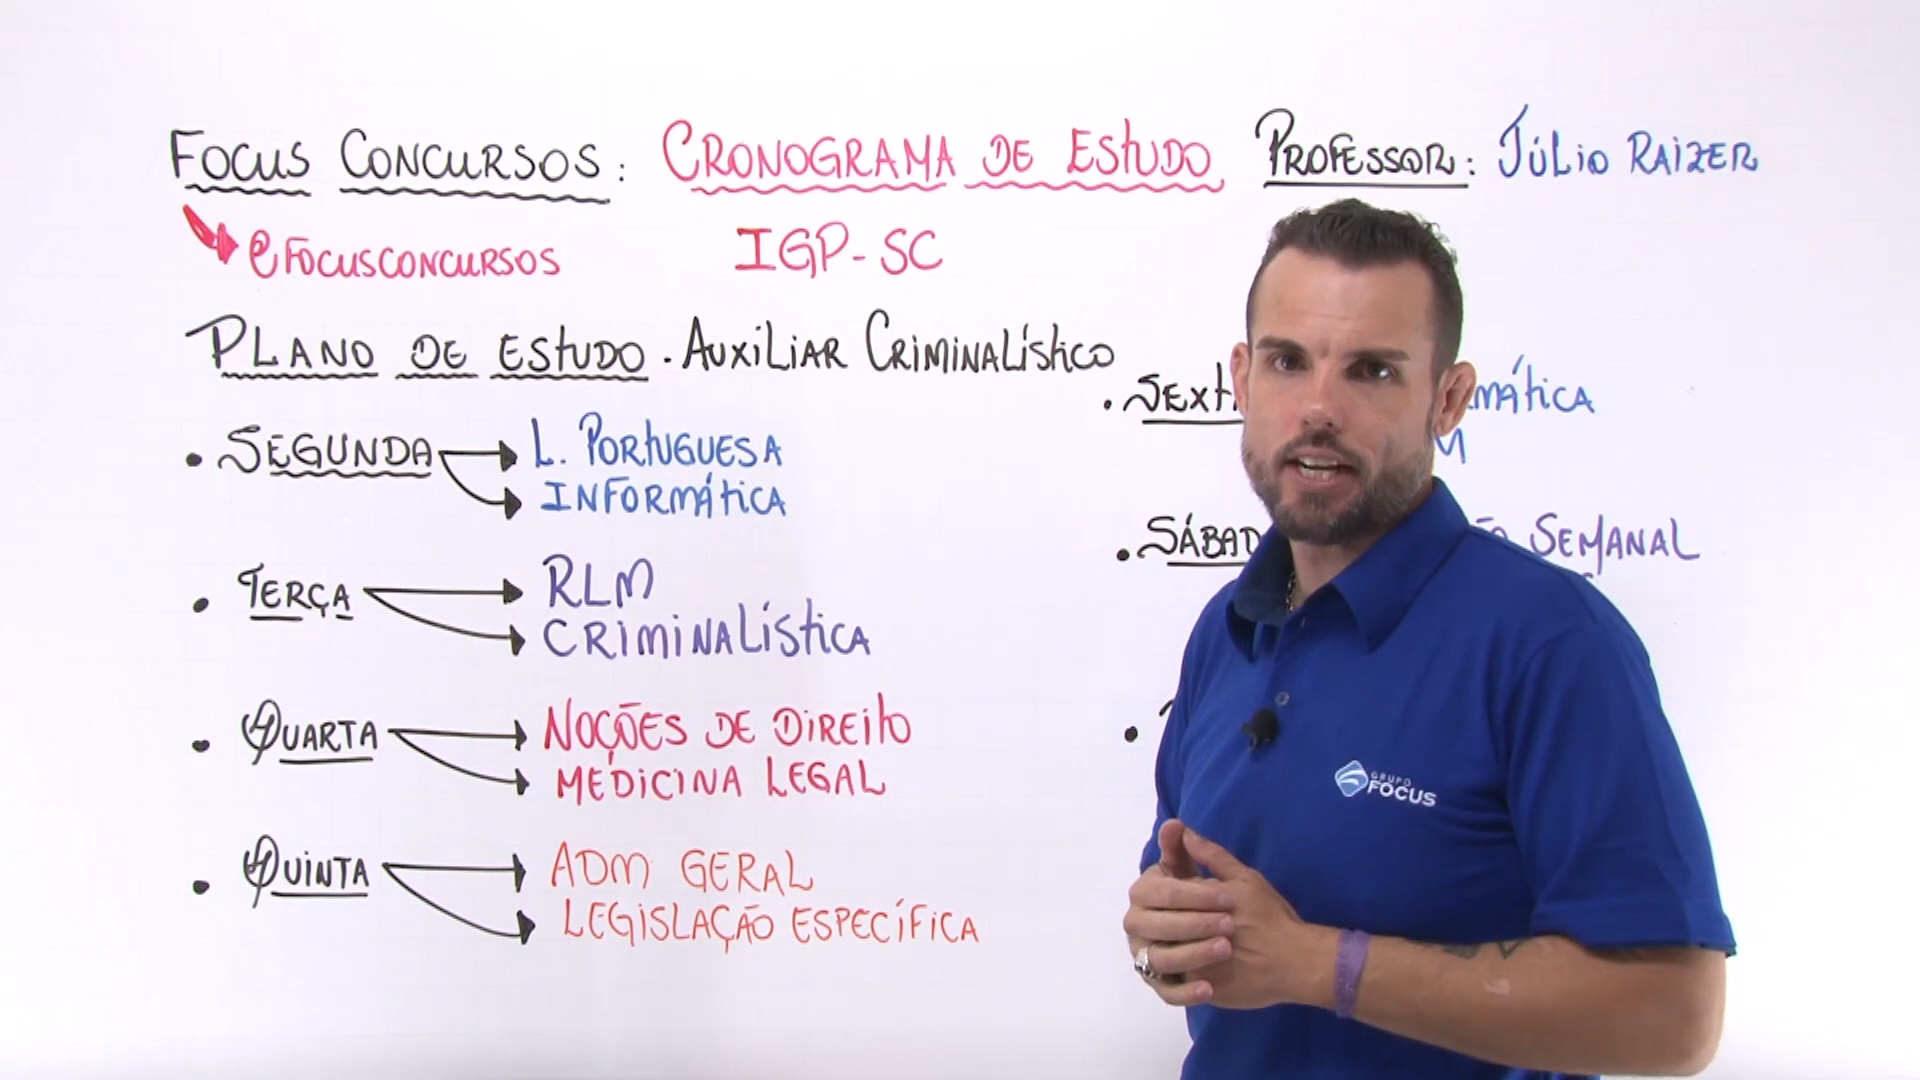 FOCUS CONCURSOS: CRONOGRAMA DE ESTUDO PROFESSOR: JÚLIO RAIZER
@FOCUSCONCURSOS IGP-SC
PLANO DE ESTUDO. AUXILIAR CRIMINALÍSTICO
• SEGUNDA L. PORTUGUESA
INFORMÁTICA
• TERÇA RLM
CRIMINALÍSTICA
• QUARTA NOÇÕES DE DIREITO
MEDICINA LEGAL
• QUINTA ADM GERAL
LEGISLAÇÃO ESPECÍFICA
• SEXT
MÁTICA
• SÁBAD
SEMANAL
GRUPO
FOCUS